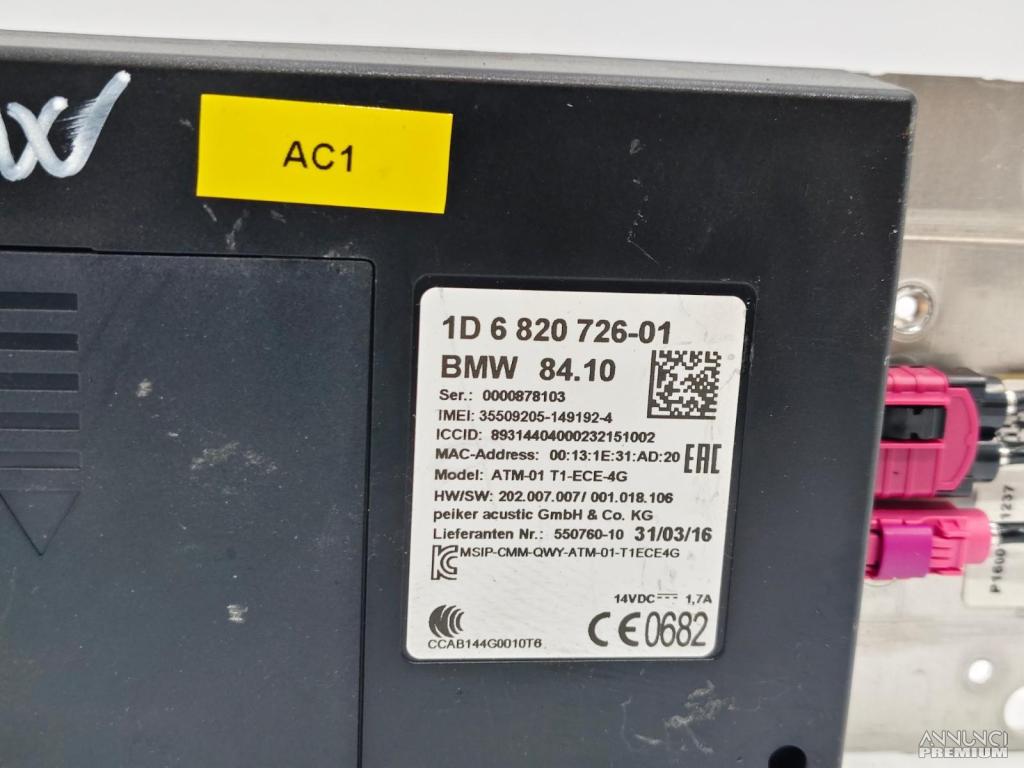 AC1
1D 6 820 726-01
BMW 84.10
Ser.: 0000878103
IMEI: 35509205-149192-4
ICCID: 89314404000232151002
MAC-Address: 00:13:1E:31:AD:20
EAC
Model: ATM-01 T1-ECE-4G
HW/SW: 202.007.007/ 001.018.106
peiker acustic GmbH & Co. KG
Lieferanten Nr.: 550760-10 31/03/16
MSIP-CMM-QWY-ATM-01-T1ECE4G
14VDC 1,7A
CE0682
CCAB144G0010T6
P1600 1237
ANNUNCI
PREMIUM